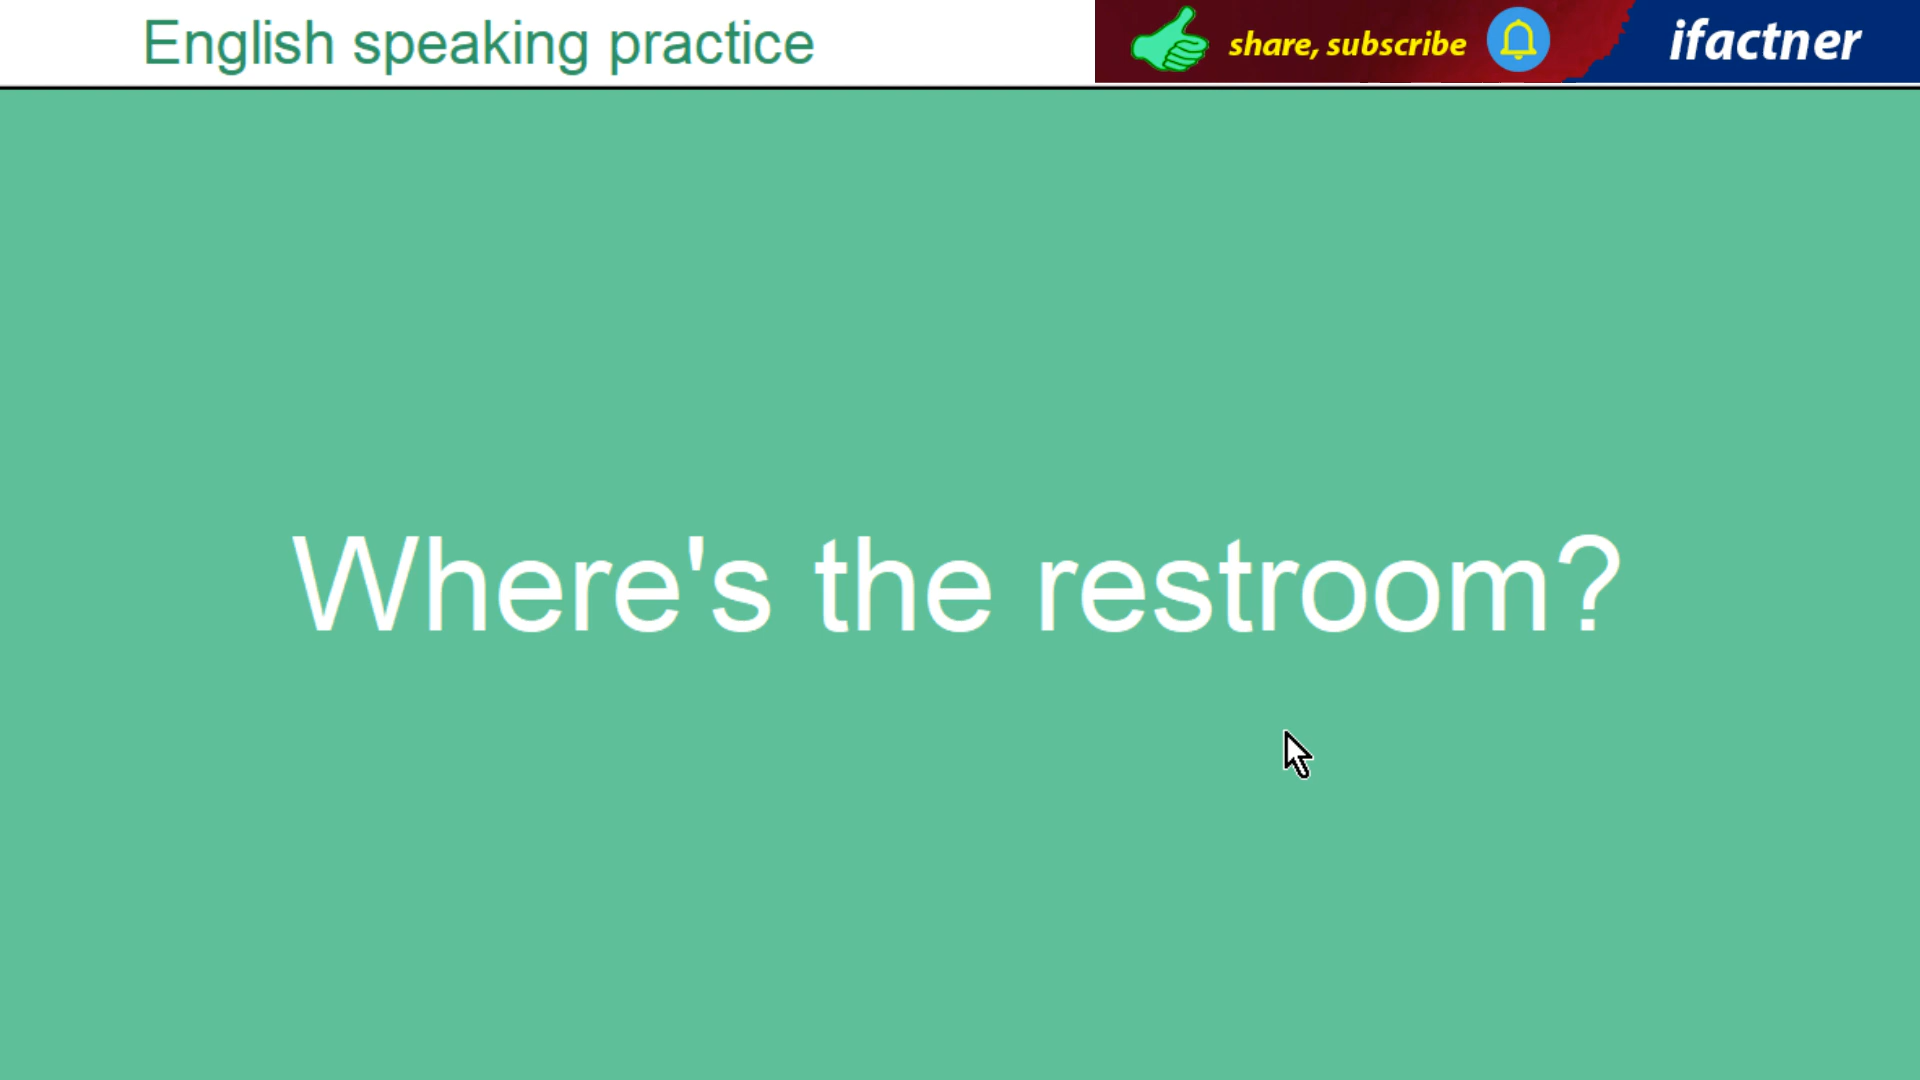 English speaking practice
share, subscribe
ifactner
Where's the restroom?